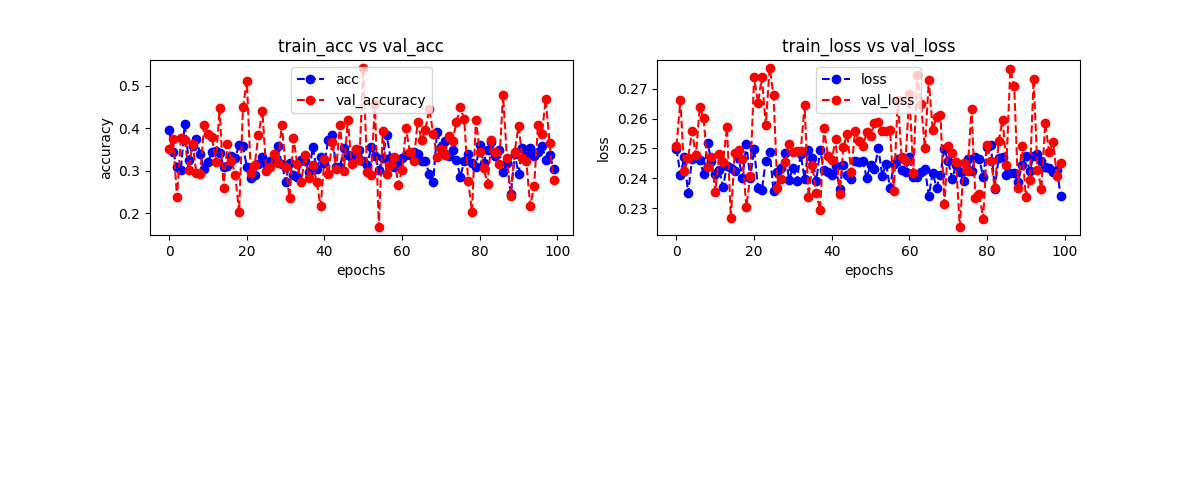 train_acc vs val_acc
acc
val_accuracy
accuracy
0.5
0.4
0.3
0.2
0 20 40 60 80 100
epochs
train_loss vs val_loss
loss
val_loss
loss
0.27
0.26
0.25
0.24
0.23
0 20 40 60 80 100
epochs